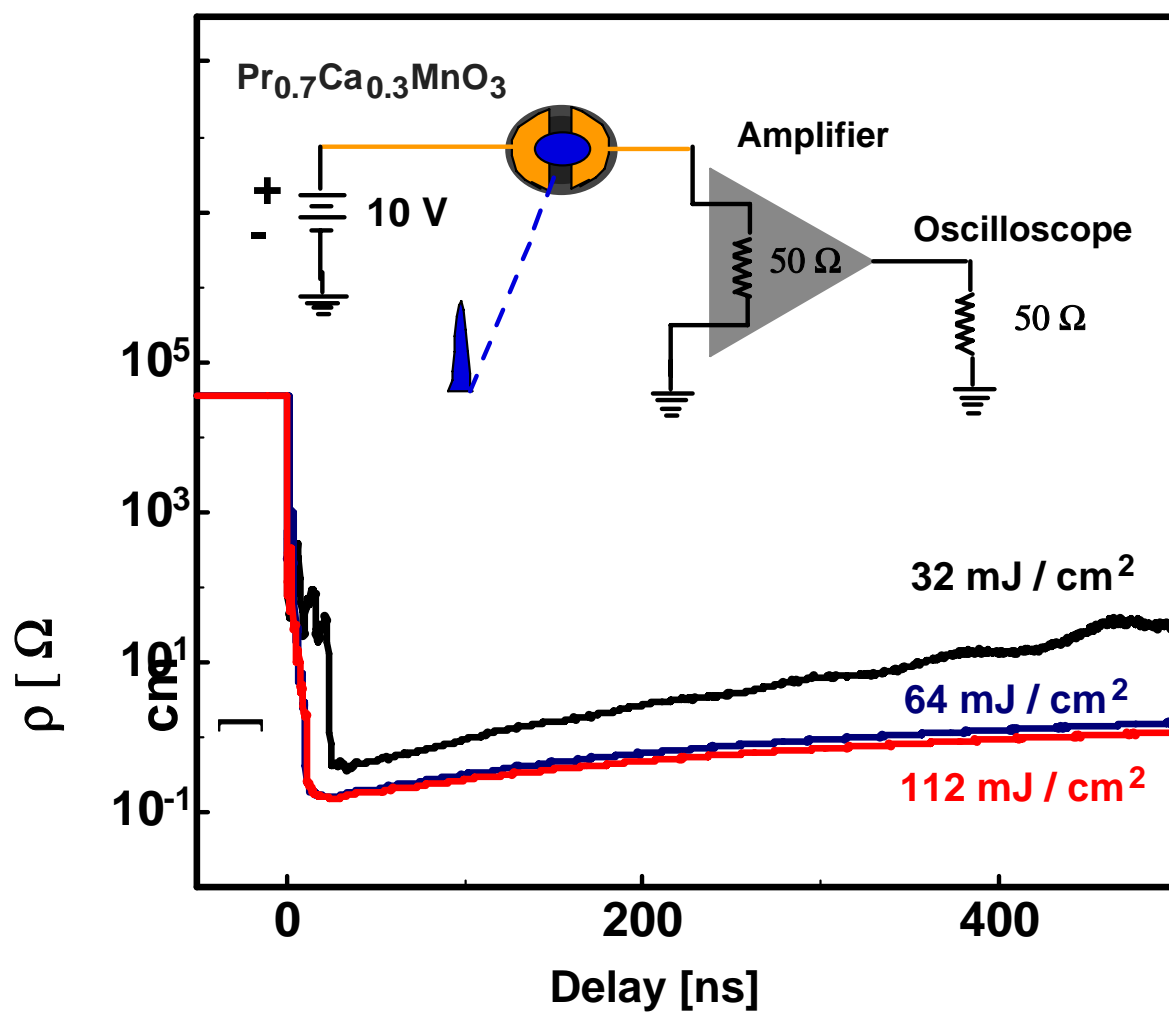 Pr0.7Ca0.3MnO3
Amplifier
+
-
10 V
Oscilloscope
50 Ω
50 Ω
10^5
10^3
10^1
10^-1
ρ [ Ω
cm
]
32 mJ / cm^2
64 mJ / cm^2
112 mJ / cm^2
0
200
400
Delay [ns]